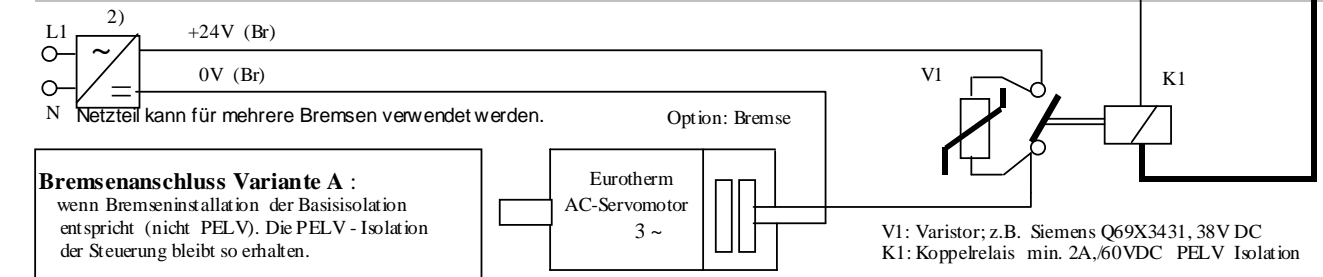 2)
L1
+24V (Br)
~
0V (Br)
V1
K1
N
Netzteil kann für mehrere Bremsen verwendet werden.
Option: Bremse
Bremsenanschluss Variante A :
wenn Bremseninstallation der Basisisolation
entspricht (nicht PELV). Die PELV - Isolation
der Steuerung bleibt so erhalten.
Eurotherm
AC-Servomotor
3 ~
V1: Varistor; z.B. Siemens Q69X3431, 38V DC
K1: Koppelrelais min. 2A,/60VDC PELV Isolation